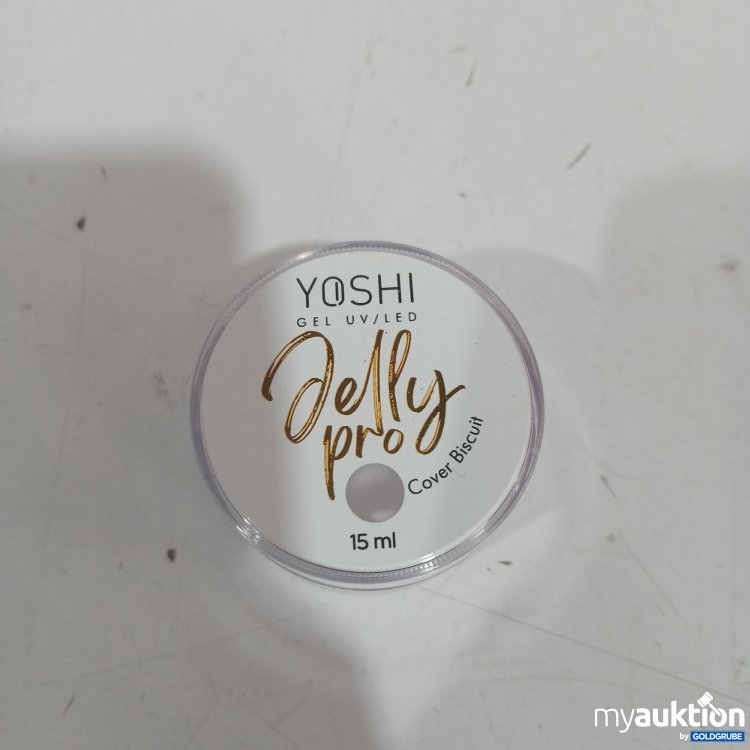 YOSHI
GEL UV/LED
Jelly
pro
Cover Biscuit
15 ml
myauktion
by GOLDGRUBE